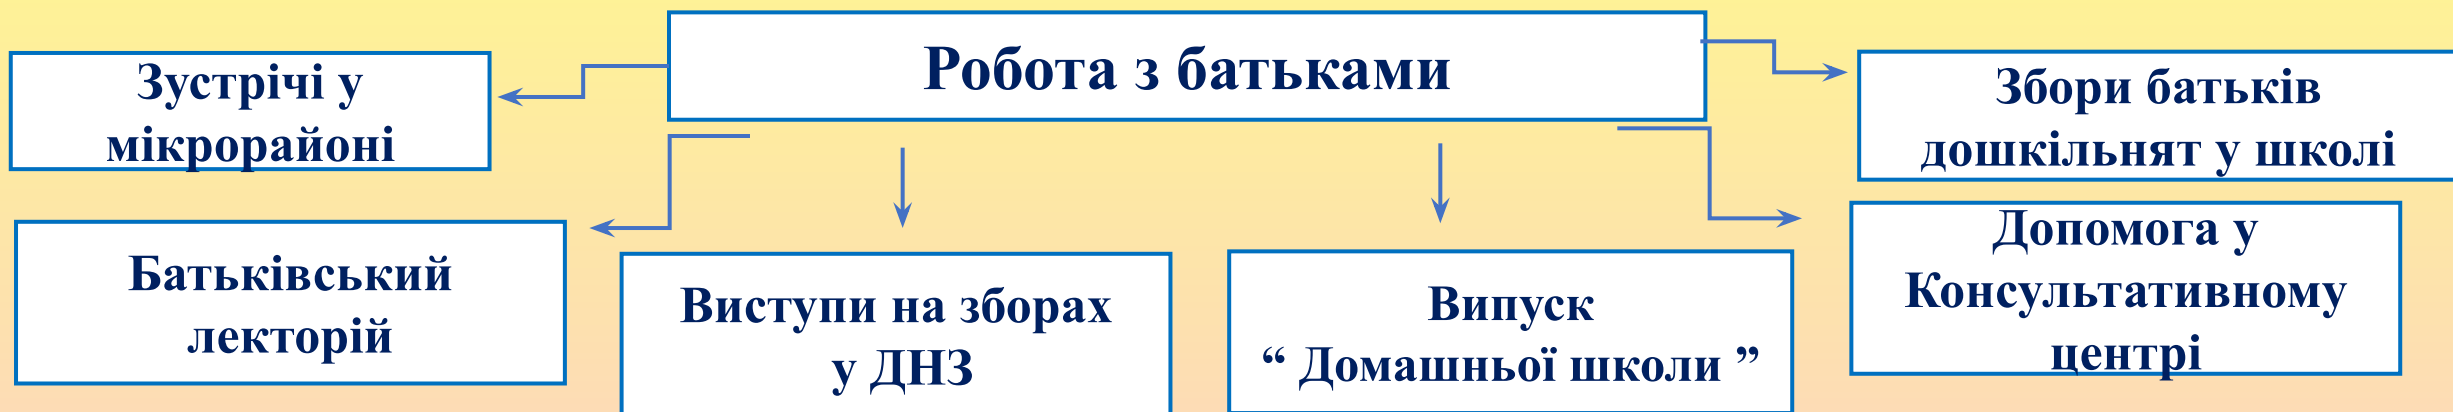 Робота з батьками
Зустрічі у
мікрорайоні
Збори батьків
дошкільнят у школі
Батьківський
лекторій
Виступи на зборах
у ДНЗ
Випуск
“ Домашньої школи ”
Допомога у
Консультативному
центрі